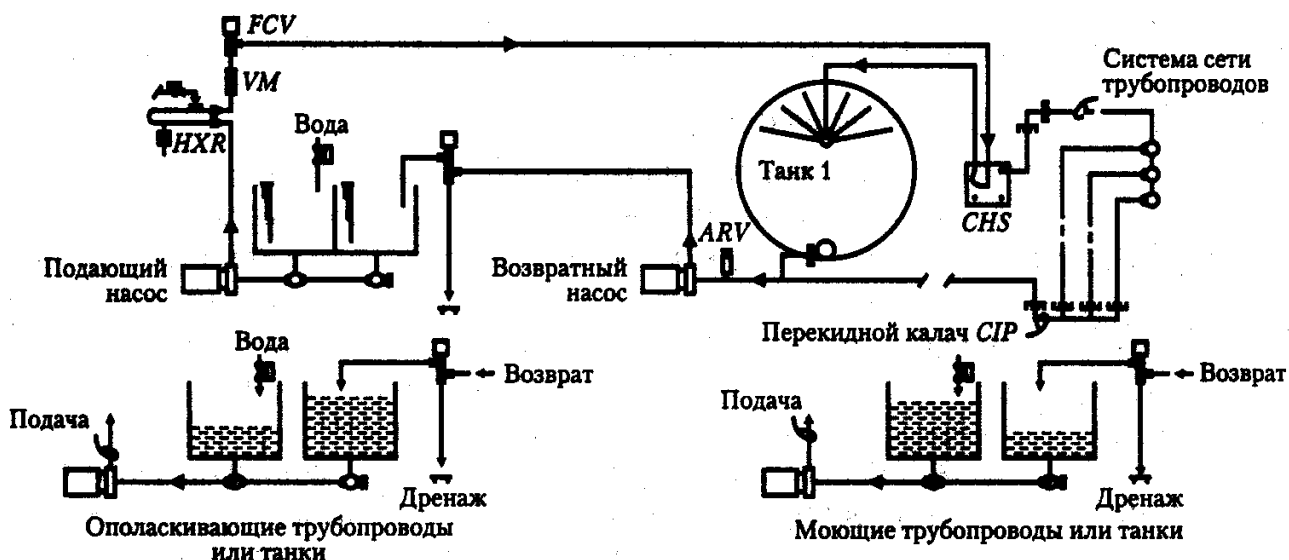 FCV
VM
HXR
Вода
Подающий
насос
Танк 1
ARV
Возвратный
насос
CHS
Система сети
трубопроводов
Перекидной калач CIP
Вода
Возврат
Подача
Дренаж
Ополаскивающие трубопроводы
или танки
Возврат
Подача
Дренаж
Моющие трубопроводы или танки